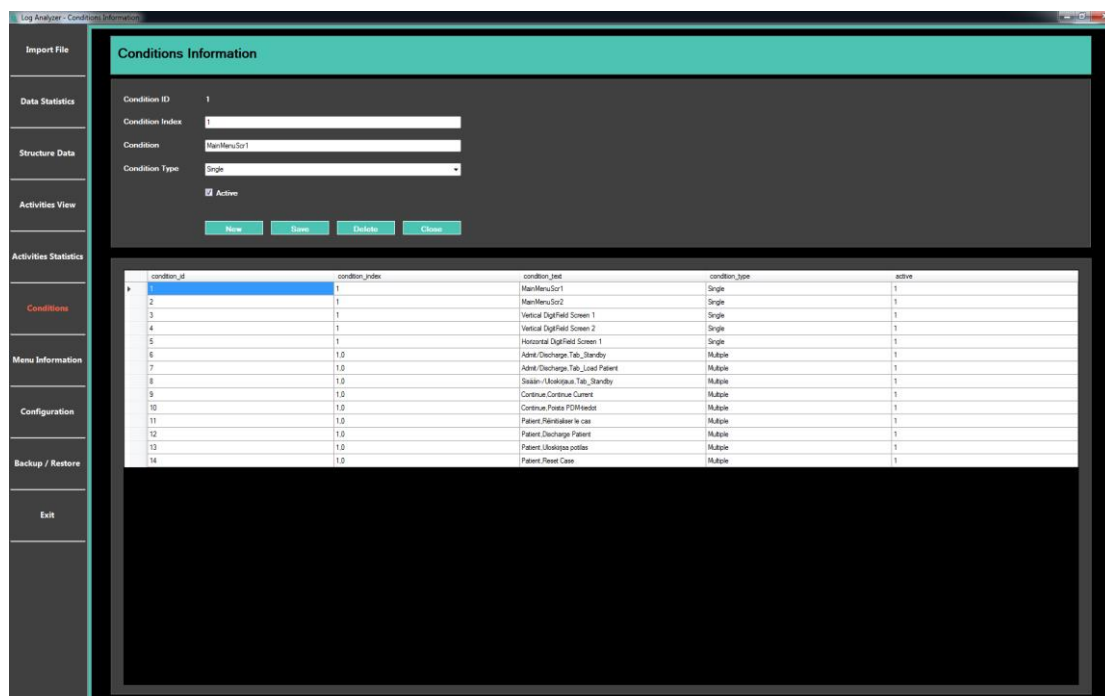 Log Analyzer - Conditions Information
Import File
Data Statistics
Structure Data
Activities View
Activities Statistics
Conditions
Menu Information
Configuration
Backup / Restore
Exit
Conditions Information
Condition ID 1
Condition Index 1
Condition MainMenuScr1
Condition Type Single
Active
New Save Delete Close
condition_id condition_index condition_text condition_type active
1 1 MainMenuScr1 Single 1
2 1 MainMenuScr2 Single 1
3 1 Vertical DigitField Screen 1 Single 1
4 1 Vertical DigitField Screen 2 Single 1
5 1 Horizontal DigitField Screen 1 Single 1
6 1,0 Admit/Discharge,Tab_Standby Multiple 1
7 1,0 Admit/Discharge,Tab_Load Patient Multiple 1
8 1,0 Sisään-/Uloskirjaus,Tab_Standby Multiple 1
9 1,0 Continue,Continue Current Multiple 1
10 1,0 Continue,Poista PDM-tiedot Multiple 1
11 1,0 Patient,Réinitialiser le cas Multiple 1
12 1,0 Patient,Discharge Patient Multiple 1
13 1,0 Patient,Uloskirjaa potilas Multiple 1
14 1,0 Patient,Reset Case Multiple 1